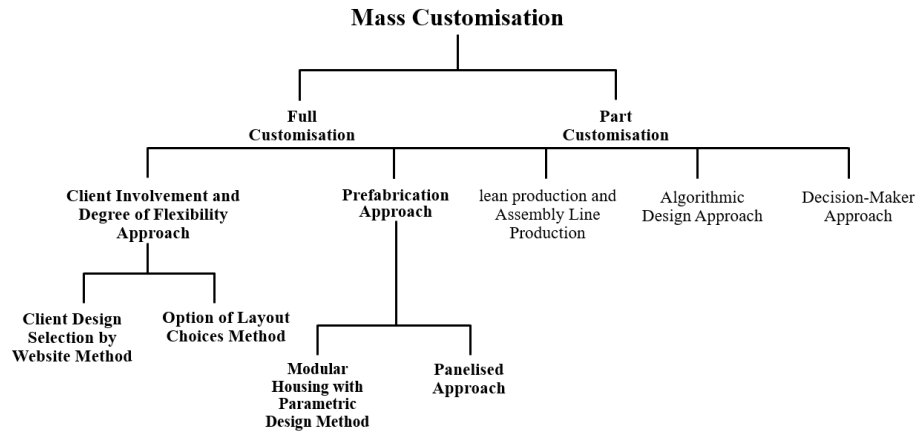 Mass Customisation
Full
Customisation
Part
Customisation
Client Involvement and
Degree of Flexibility
Approach
Prefabrication
Approach
lean production and
Assembly Line
Production
Algorithmic
Design Approach
Decision-Maker
Approach
Client Design
Selection by
Website Method
Option of Layout
Choices Method
Modular
Housing with
Parametric
Design Method
Panelised
Approach